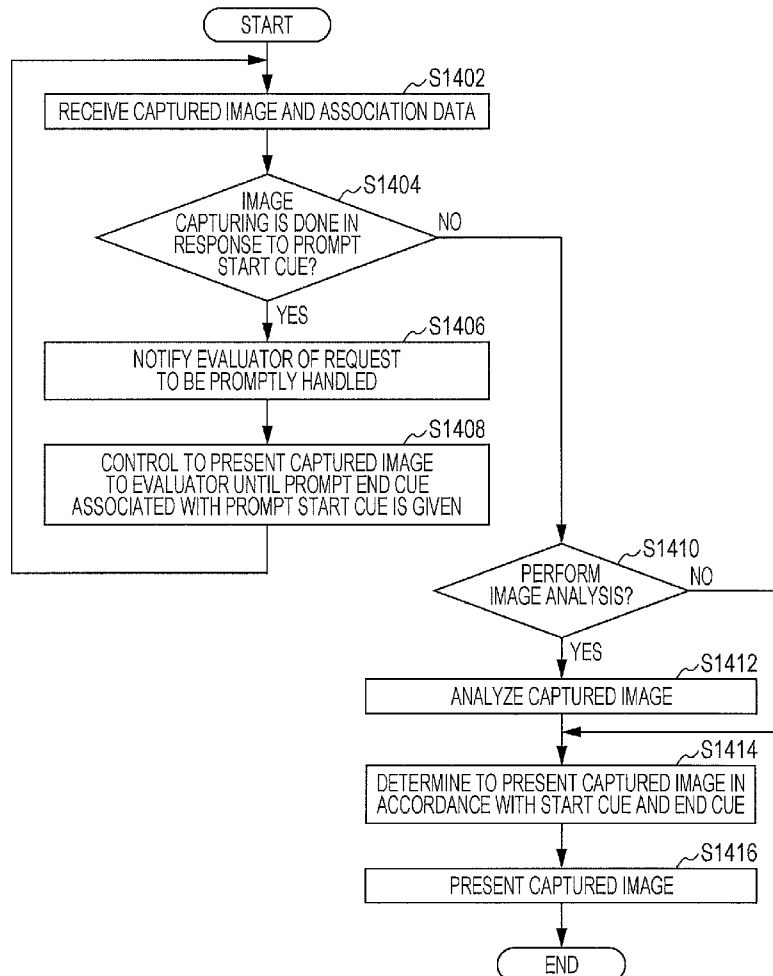 START
S1402
RECEIVE CAPTURED IMAGE AND ASSOCIATION DATA
S1404
IMAGE
CAPTURING IS DONE IN
RESPONSE TO PROMPT
START CUE?
NO
YES
S1406
NOTIFY EVALUATOR OF REQUEST
TO BE PROMPTLY HANDLED
S1408
CONTROL TO PRESENT CAPTURED IMAGE
TO EVALUATOR UNTIL PROMPT END CUE
ASSOCIATED WITH PROMPT START CUE IS GIVEN
S1410
PERFORM
IMAGE ANALYSIS?
NO
YES
S1412
ANALYZE CAPTURED IMAGE
S1414
DETERMINE TO PRESENT CAPTURED IMAGE IN
ACCORDANCE WITH START CUE AND END CUE
S1416
PRESENT CAPTURED IMAGE
END